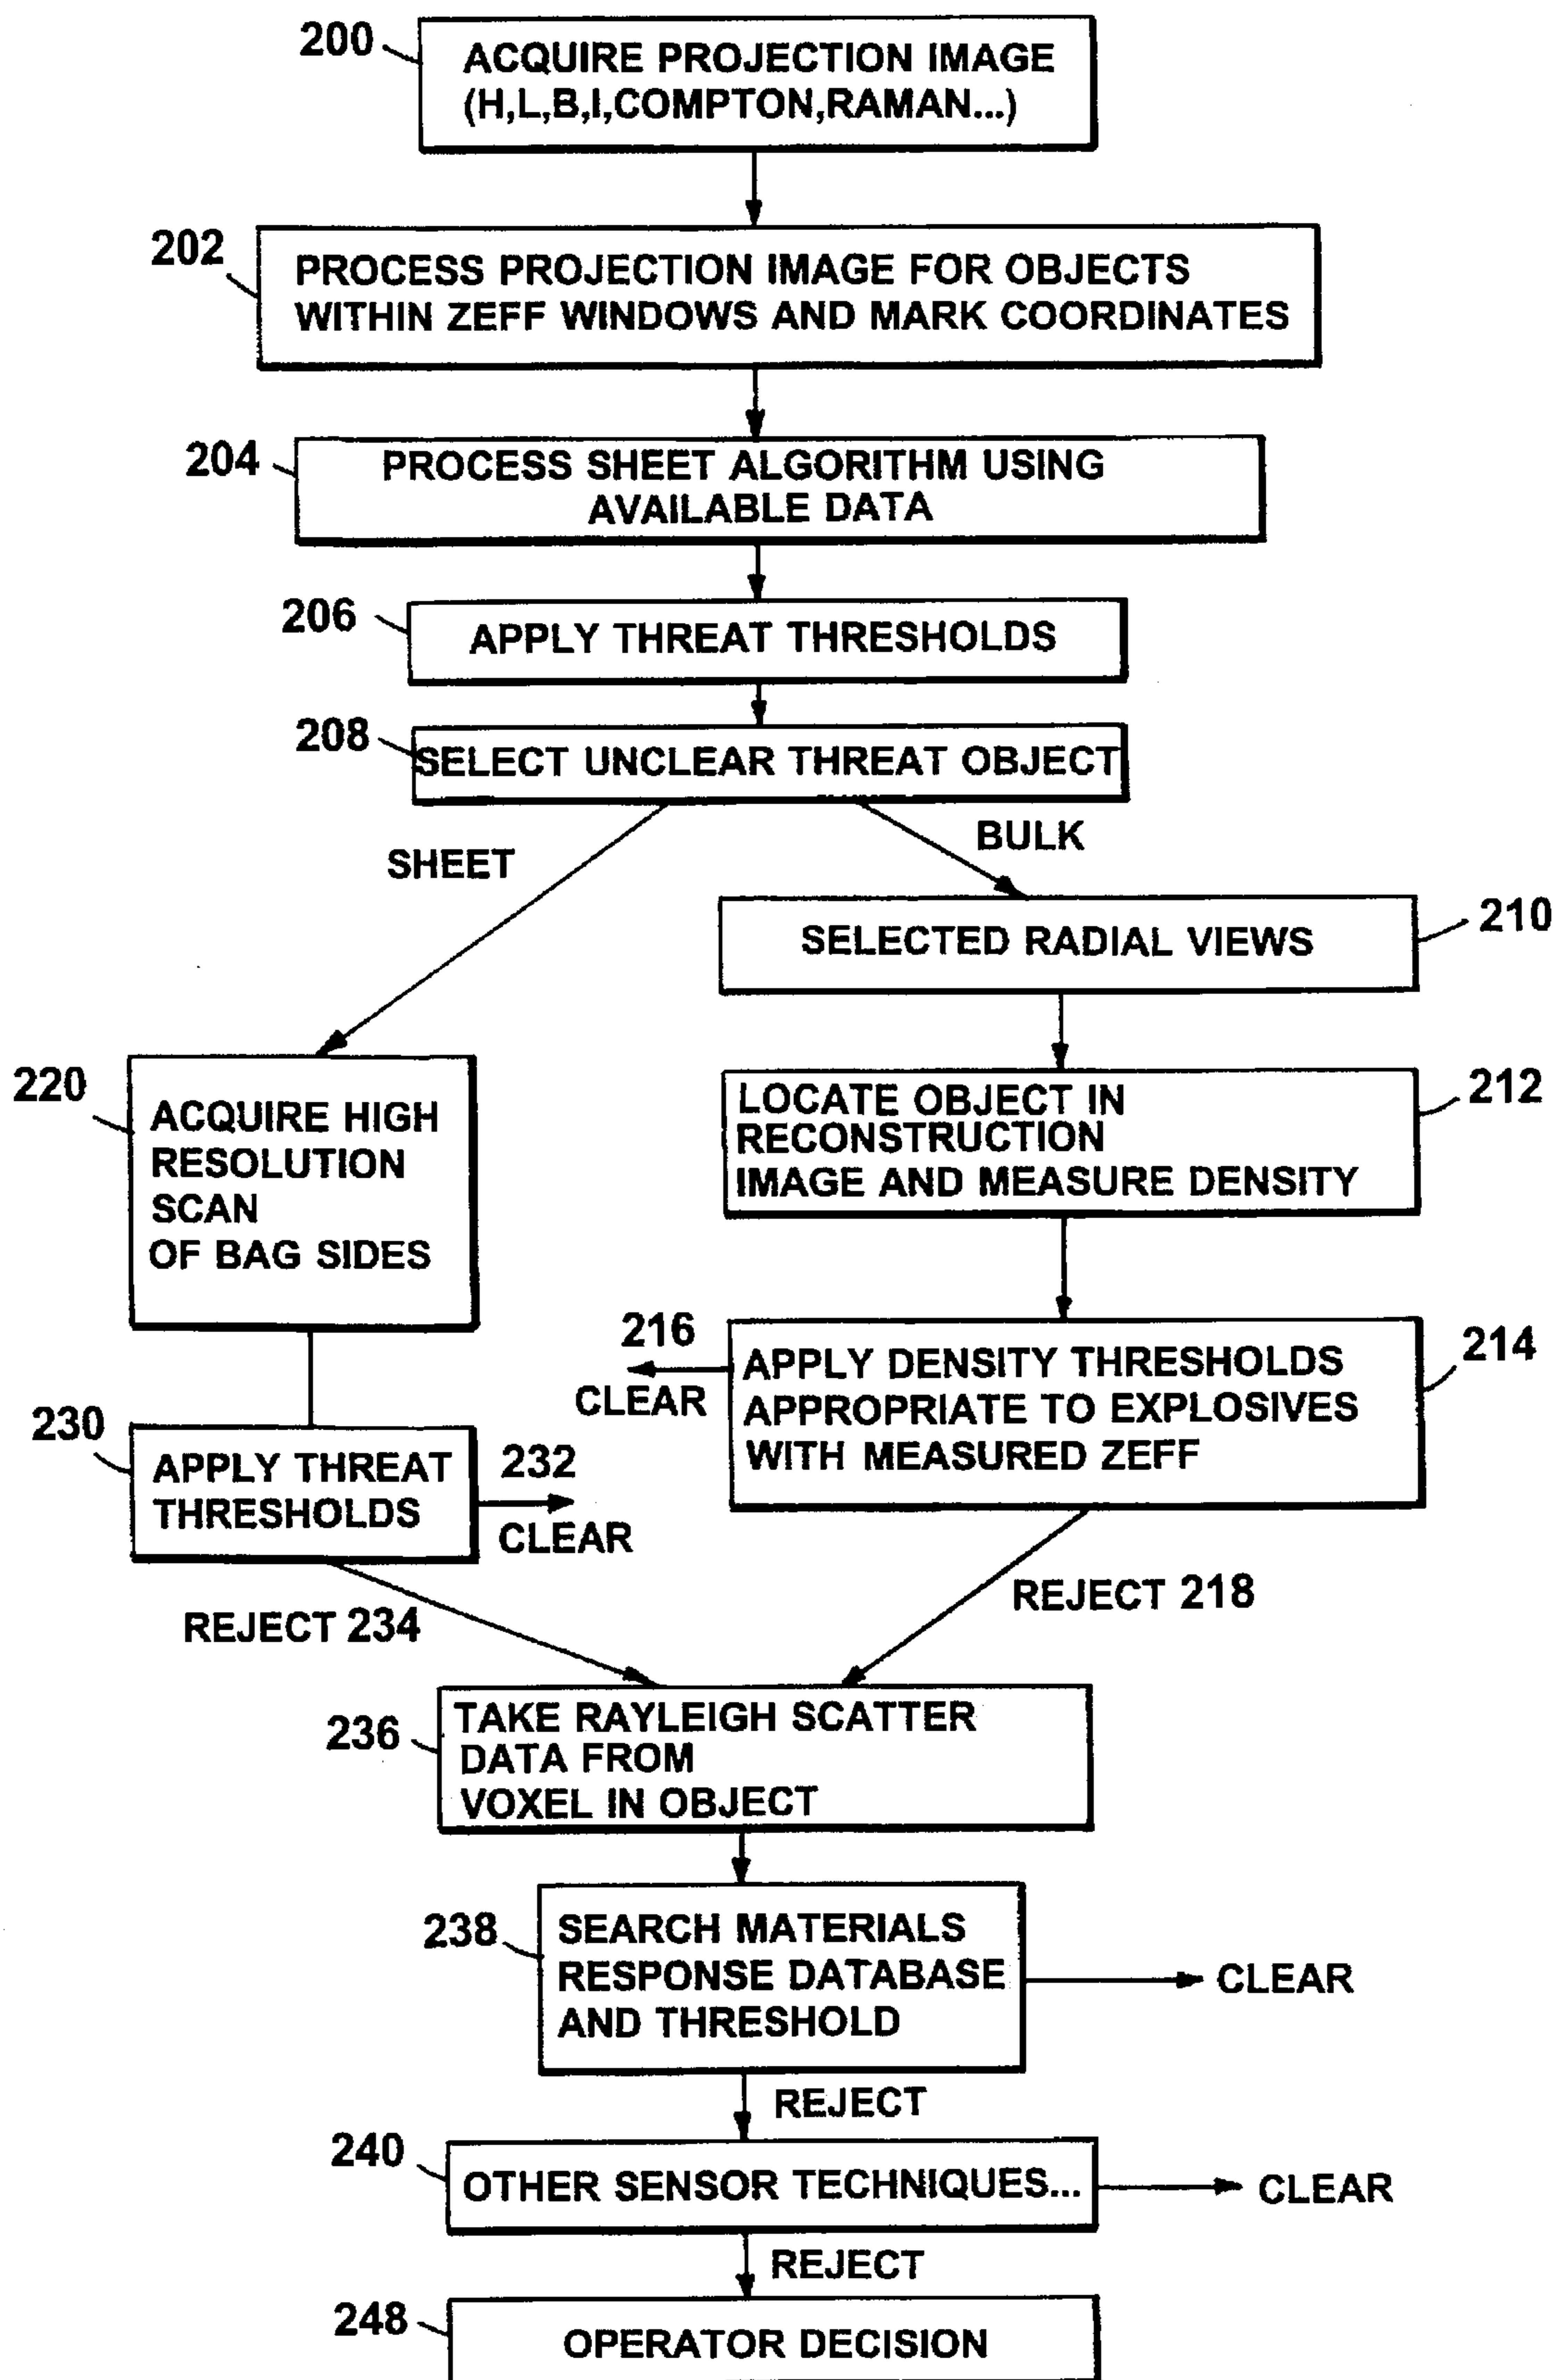 200
ACQUIRE PROJECTION IMAGE
(H,L,B,I,COMPTON,RAMAN...)
202
PROCESS PROJECTION IMAGE FOR OBJECTS
WITHIN ZEFF WINDOWS AND MARK COORDINATES
204
PROCESS SHEET ALGORITHM USING
AVAILABLE DATA
206
APPLY THREAT THRESHOLDS
208
SELECT UNCLEAR THREAT OBJECT
SHEET
BULK
SELECTED RADIAL VIEWS
210
220
ACQUIRE HIGH
RESOLUTION
SCAN
OF BAG SIDES
LOCATE OBJECT IN
RECONSTRUCTION
IMAGE AND MEASURE DENSITY
212
216
CLEAR
APPLY DENSITY THRESHOLDS
APPROPRIATE TO EXPLOSIVES
WITH MEASURED ZEFF
214
230
APPLY THREAT
THRESHOLDS
232
CLEAR
REJECT 234
REJECT 218
236
TAKE RAYLEIGH SCATTER
DATA FROM
VOXEL IN OBJECT
238
SEARCH MATERIALS
RESPONSE DATABASE
AND THRESHOLD
CLEAR
REJECT
240
OTHER SENSOR TECHNIQUES...
CLEAR
REJECT
248
OPERATOR DECISION